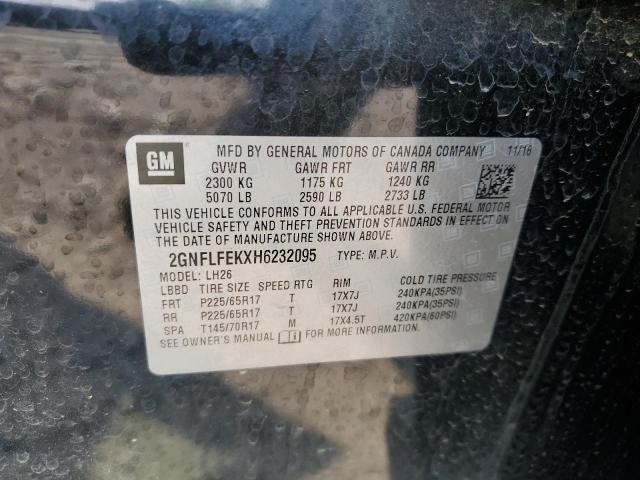 GM
MFD BY GENERAL MOTORS OF CANADA COMPANY 11/16
GVWR GAWR FRT GAWR RR
2300 KG 1175 KG 1240 KG
5070 LB 2590 LB 2733 LB
THIS VEHICLE CONFORMS TO ALL APPLICABLE U.S. FEDERAL MOTOR
VEHICLE SAFETY AND THEFT PREVENTION STANDARDS IN EFFECT ON
THE DATE OF MANUFACTURE SHOWN ABOVE.
2GNFLFEKXH6232095 TYPE: M.P.V.
MODEL: LH26
LBBD TIRE SIZE SPEED RTG RIM COLD TIRE PRESSURE
FRT P225/65R17 T 17X7J 240KPA(35PSI)
RR P225/65R17 T 17X7J 240KPA(35PSI)
SPA T145/70R17 M 17X4.5T 420KPA(60PSI)
SEE OWNER'S MANUAL FOR MORE INFORMATION.